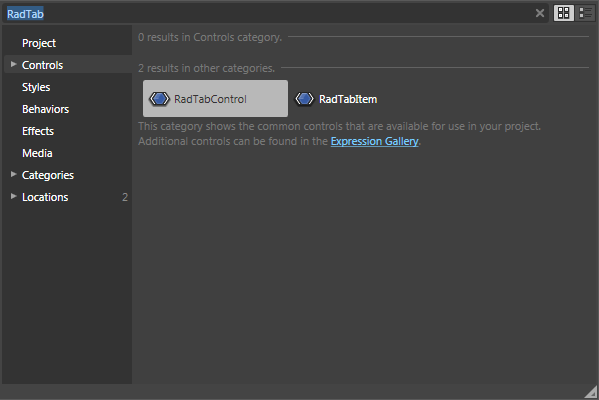 RadTab
Project
Controls
Styles
Behaviors
Effects
Media
Categories
Locations 2
0 results in Controls category.
2 results in other categories.
RadTabControl RadTabItem
This category shows the common controls that are available for use in your project.
Additional controls can be found in the Expression Gallery.